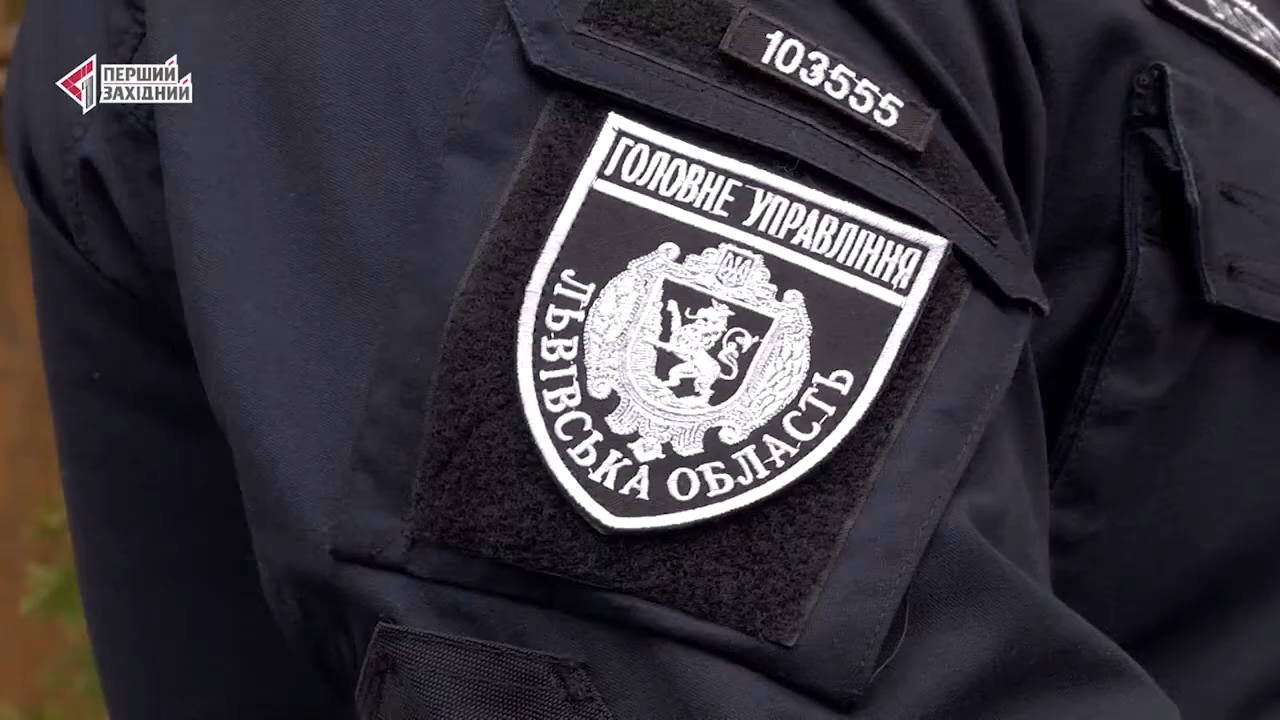 ПЕРШИЙ
ЗАХІДНИЙ
103555
ГОЛОВНЕ УПРАВЛІННЯ
ЛЬВІВСЬКА ОБЛАСТЬ